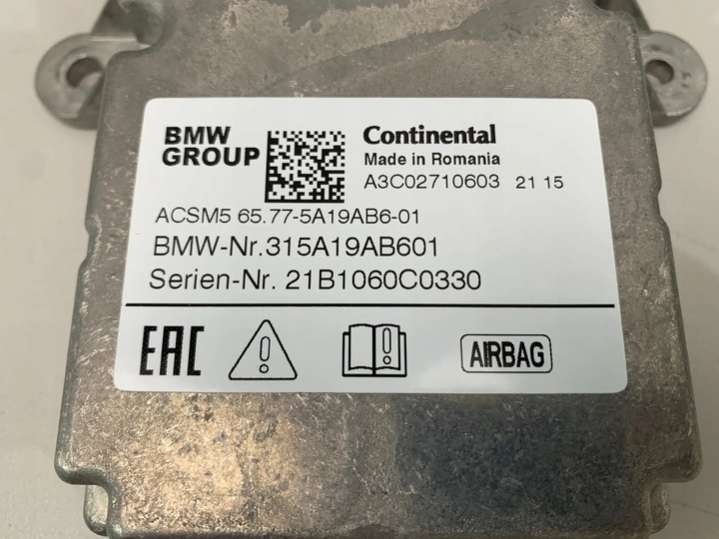 BMW
GROUP
Continental
Made in Romania
A3C02710603 21 15
ACSM5 65.77-5A19AB6-01
BMW-Nr.315A19AB601
Serien-Nr. 21B1060C0330
EAC
AIRBAG